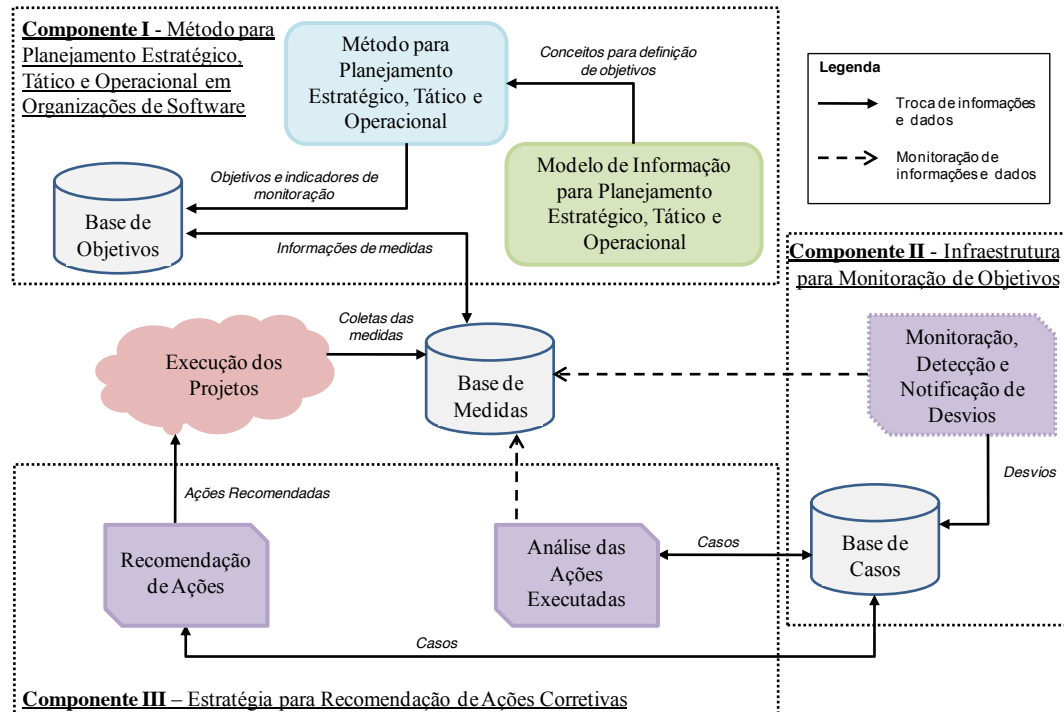 Componente I - Método para
Planejamento Estratégico,
Tático e Operacional em
Organizações de Software
Método para
Planejamento
Estratégico, Tático e
Operacional
Conceitos para definição
de objetivos
Modelo de Informação
para Planejamento
Estratégico, Tático e
Operacional
Objetivos e indicadores de
monitoração
Base de
Objetivos
Informações de medidas
Legenda
Troca de informações
e dados
Monitoração de
informações e dados
Componente II - Infraestrutura
para Monitoração de Objetivos
Monitoração,
Detecção e
Notificação de
Desvios
Coletas das
medidas
Execução dos
Projetos
Base de
Medidas
Desvios
Ações Recomendadas
Recomendação
de Ações
Análise das
Ações
Executadas
Casos
Base de
Casos
Casos
Componente III – Estratégia para Recomendação de Ações Corretivas